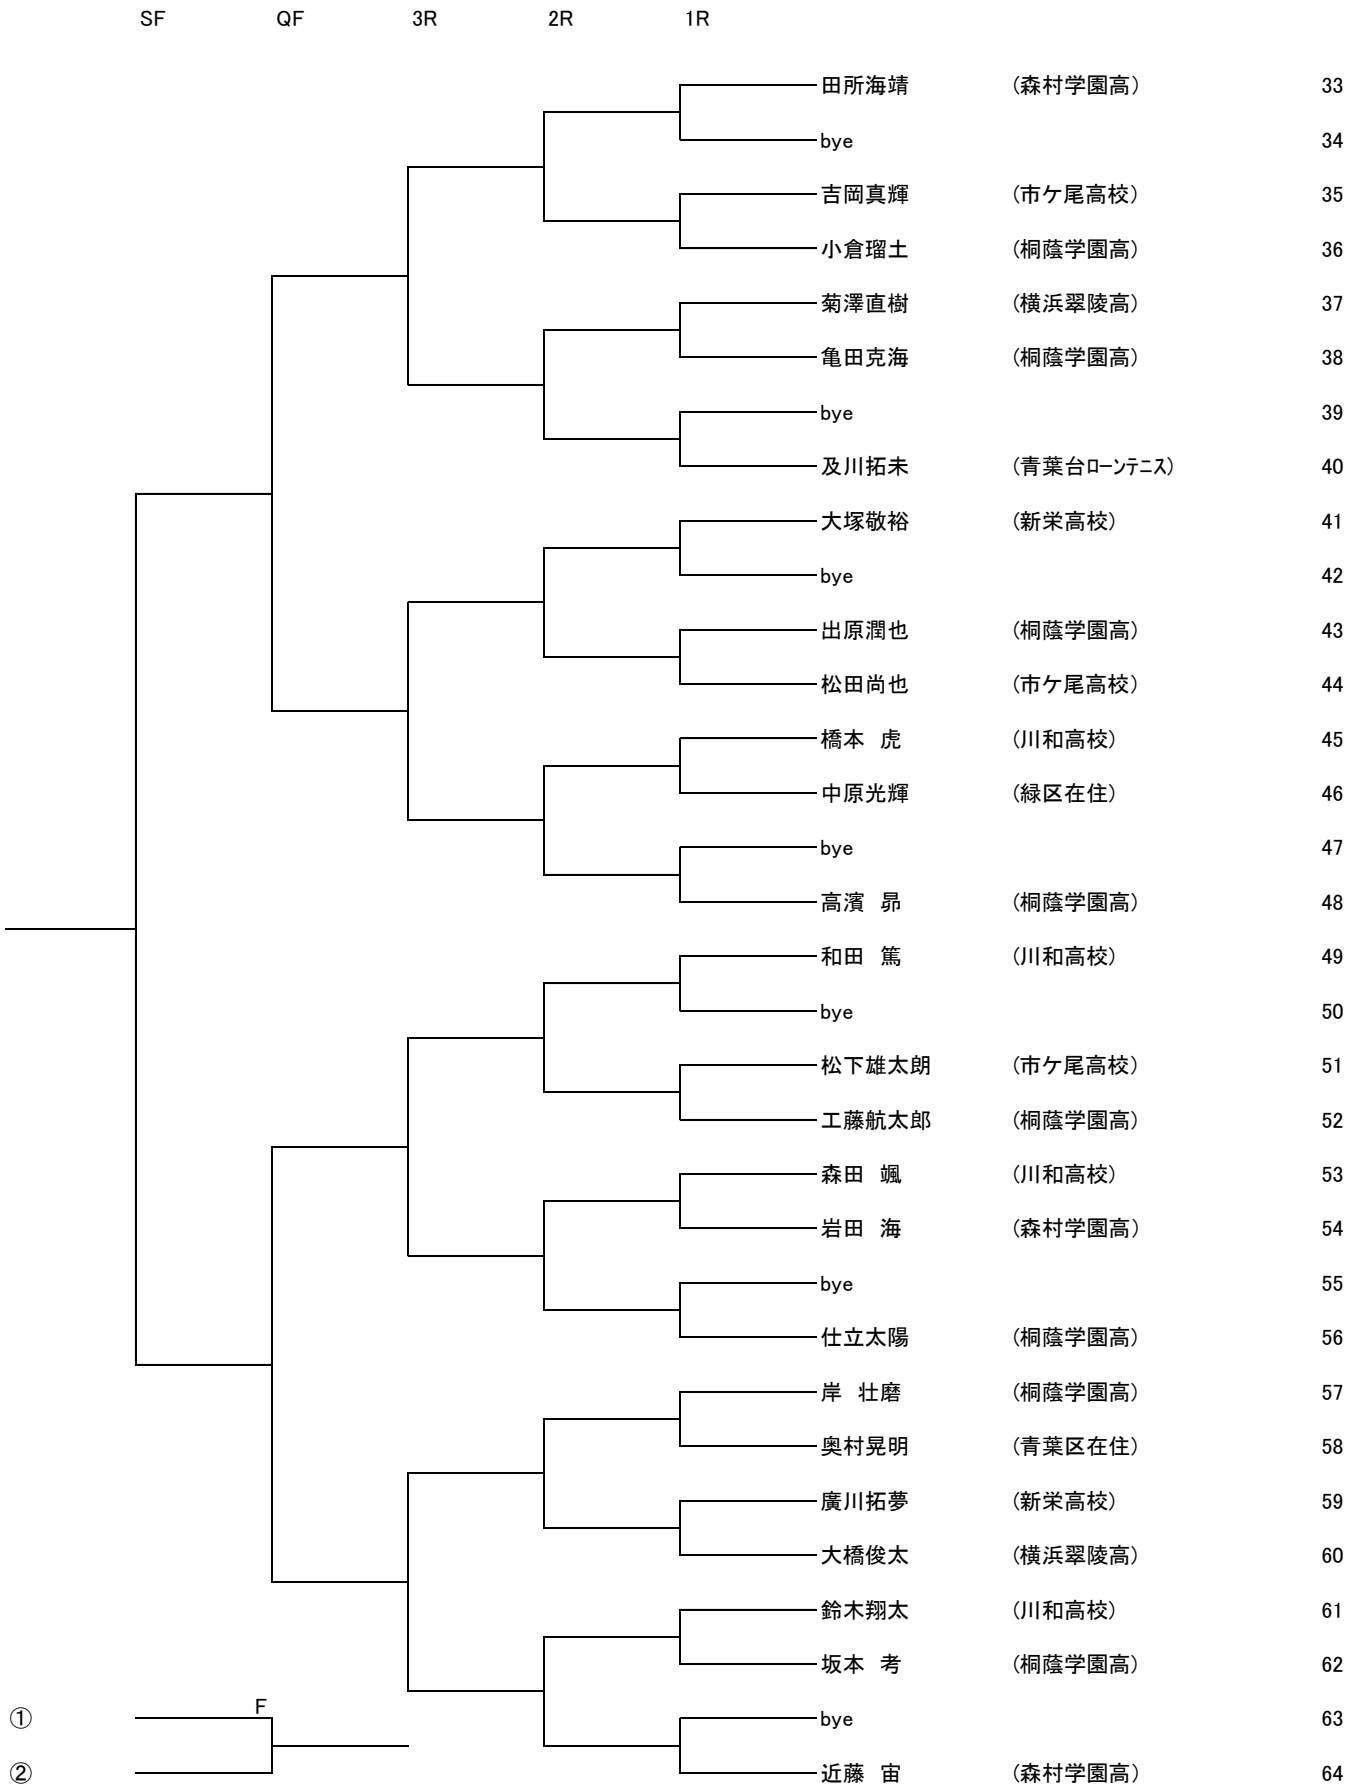 SF QF 3R 2R 1R
田所海靖 (森村学園高) 33
bye 34
吉岡真輝 (市ケ尾高校) 35
小倉瑠土 (桐蔭学園高) 36
菊澤直樹 (横浜翠陵高) 37
亀田克海 (桐蔭学園高) 38
bye 39
及川拓未 (青葉台ローンテニス) 40
大塚敬裕 (新栄高校) 41
bye 42
出原潤也 (桐蔭学園高) 43
松田尚也 (市ケ尾高校) 44
橋本　虎 (川和高校) 45
中原光輝 (緑区在住) 46
bye 47
高濱　昴 (桐蔭学園高) 48
和田　篤 (川和高校) 49
bye 50
松下雄太朗 (市ケ尾高校) 51
工藤航太郎 (桐蔭学園高) 52
森田　颯 (川和高校) 53
岩田　海 (森村学園高) 54
bye 55
仕立太陽 (桐蔭学園高) 56
岸　壮磨 (桐蔭学園高) 57
奥村晃明 (青葉区在住) 58
廣川拓夢 (新栄高校) 59
大橋俊太 (横浜翠陵高) 60
鈴木翔太 (川和高校) 61
坂本　考 (桐蔭学園高) 62
F
① bye 63
② 近藤　宙 (森村学園高) 64